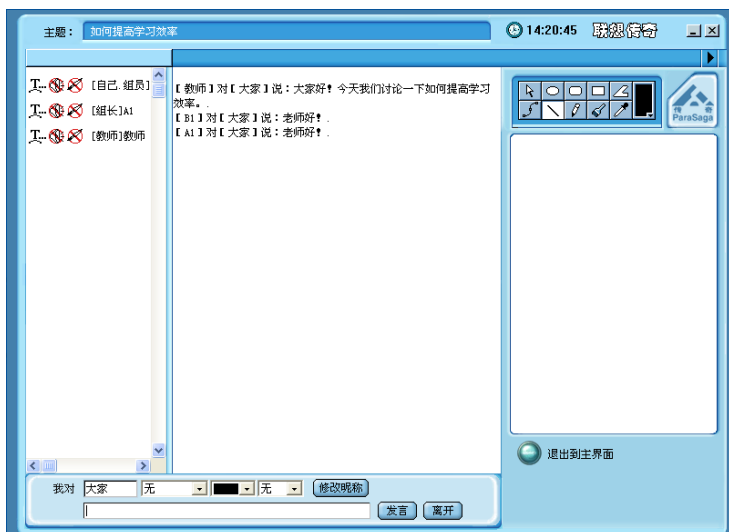 主题： 如何提高学习效率 14:20:45 联想传奇
T... [自己.组员]
T... [组长]A1
T... [教师]教师
【 教师 】对【 大家 】说：大家好！今天我们讨论一下如何提高学习
效率。.
【 B1 】对【 大家 】说：老师好！.
【 A1 】对【 大家 】说：老师好！.
传 奇
ParaSaga
退出到主界面
我对 大家 无 无 修改昵称
发言 离开